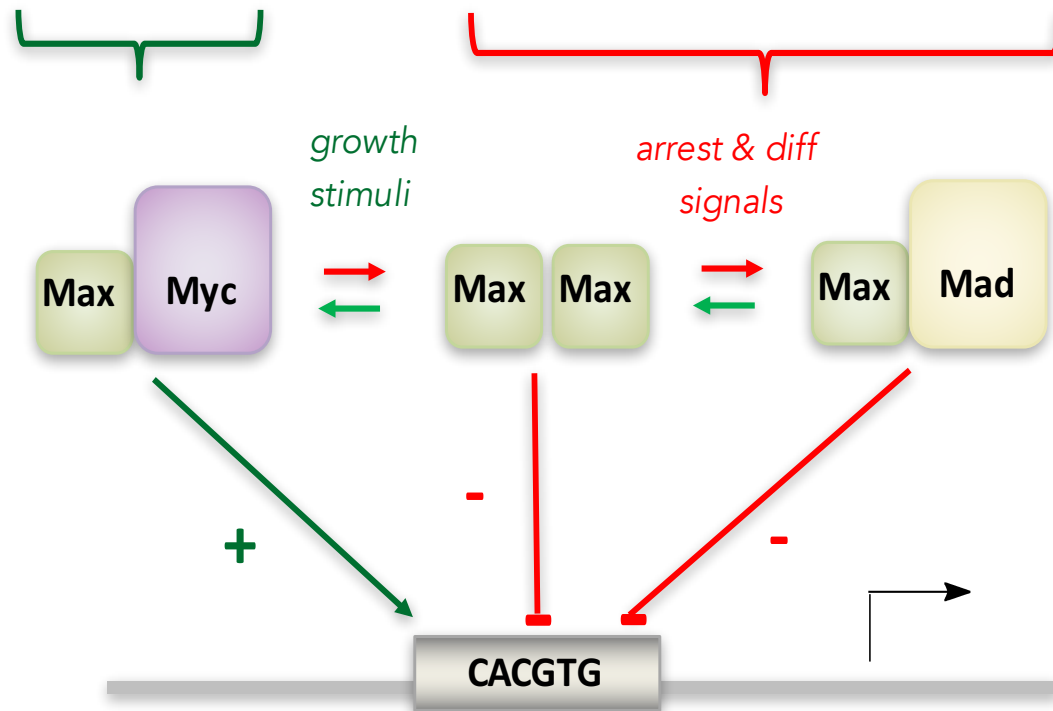 growth
stimuli
arrest & diff
signals
Max
Myc
Max
Max
Max
Mad
-
-
+
CACGTG